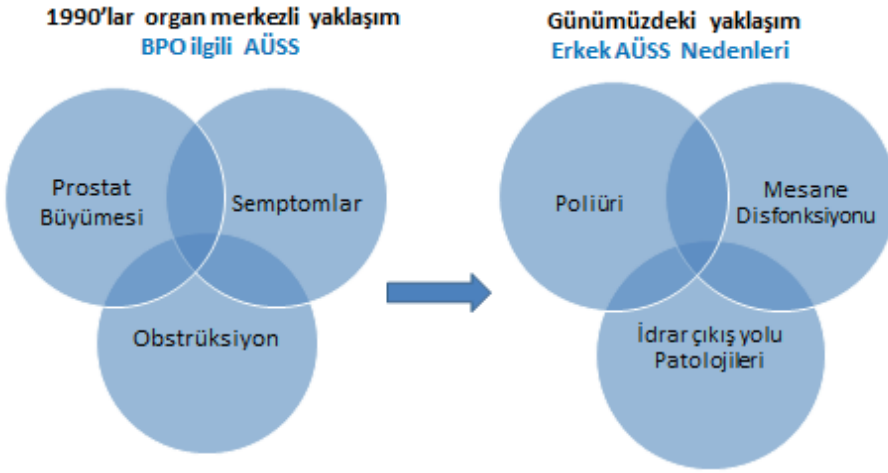 1990'lar organ merkezli yaklaşım
BPO ilgili AÜSS
Prostat
Büyümesi
Semptomlar
Obstrüksiyon
Günümüzdeki yaklaşım
Erkek AÜSS Nedenleri
Poliüri
Mesane
Disfonksiyonu
İdrar çıkış yolu
Patolojileri